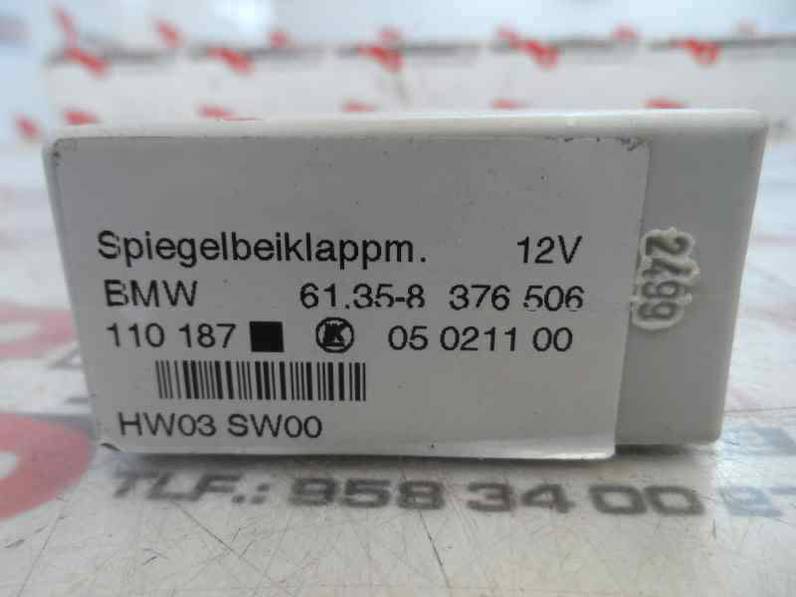 Spiegelbeiklappm. 12V
BMW 61.35-8 376 506
110 187 05 0211 00
HW03 SW00
2499
TLF.: 958 34 00